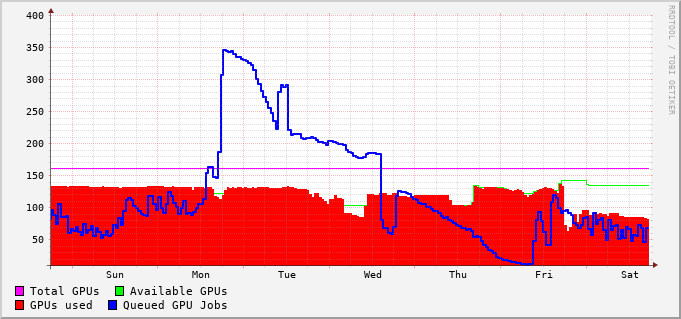 400
350
300
250
200
150
100
50
Sun Mon Tue Wed Thu Fri Sat
Total GPUs Available GPUs
GPUs used Queued GPU Jobs
RRDTOOL / TOBI OETIKER